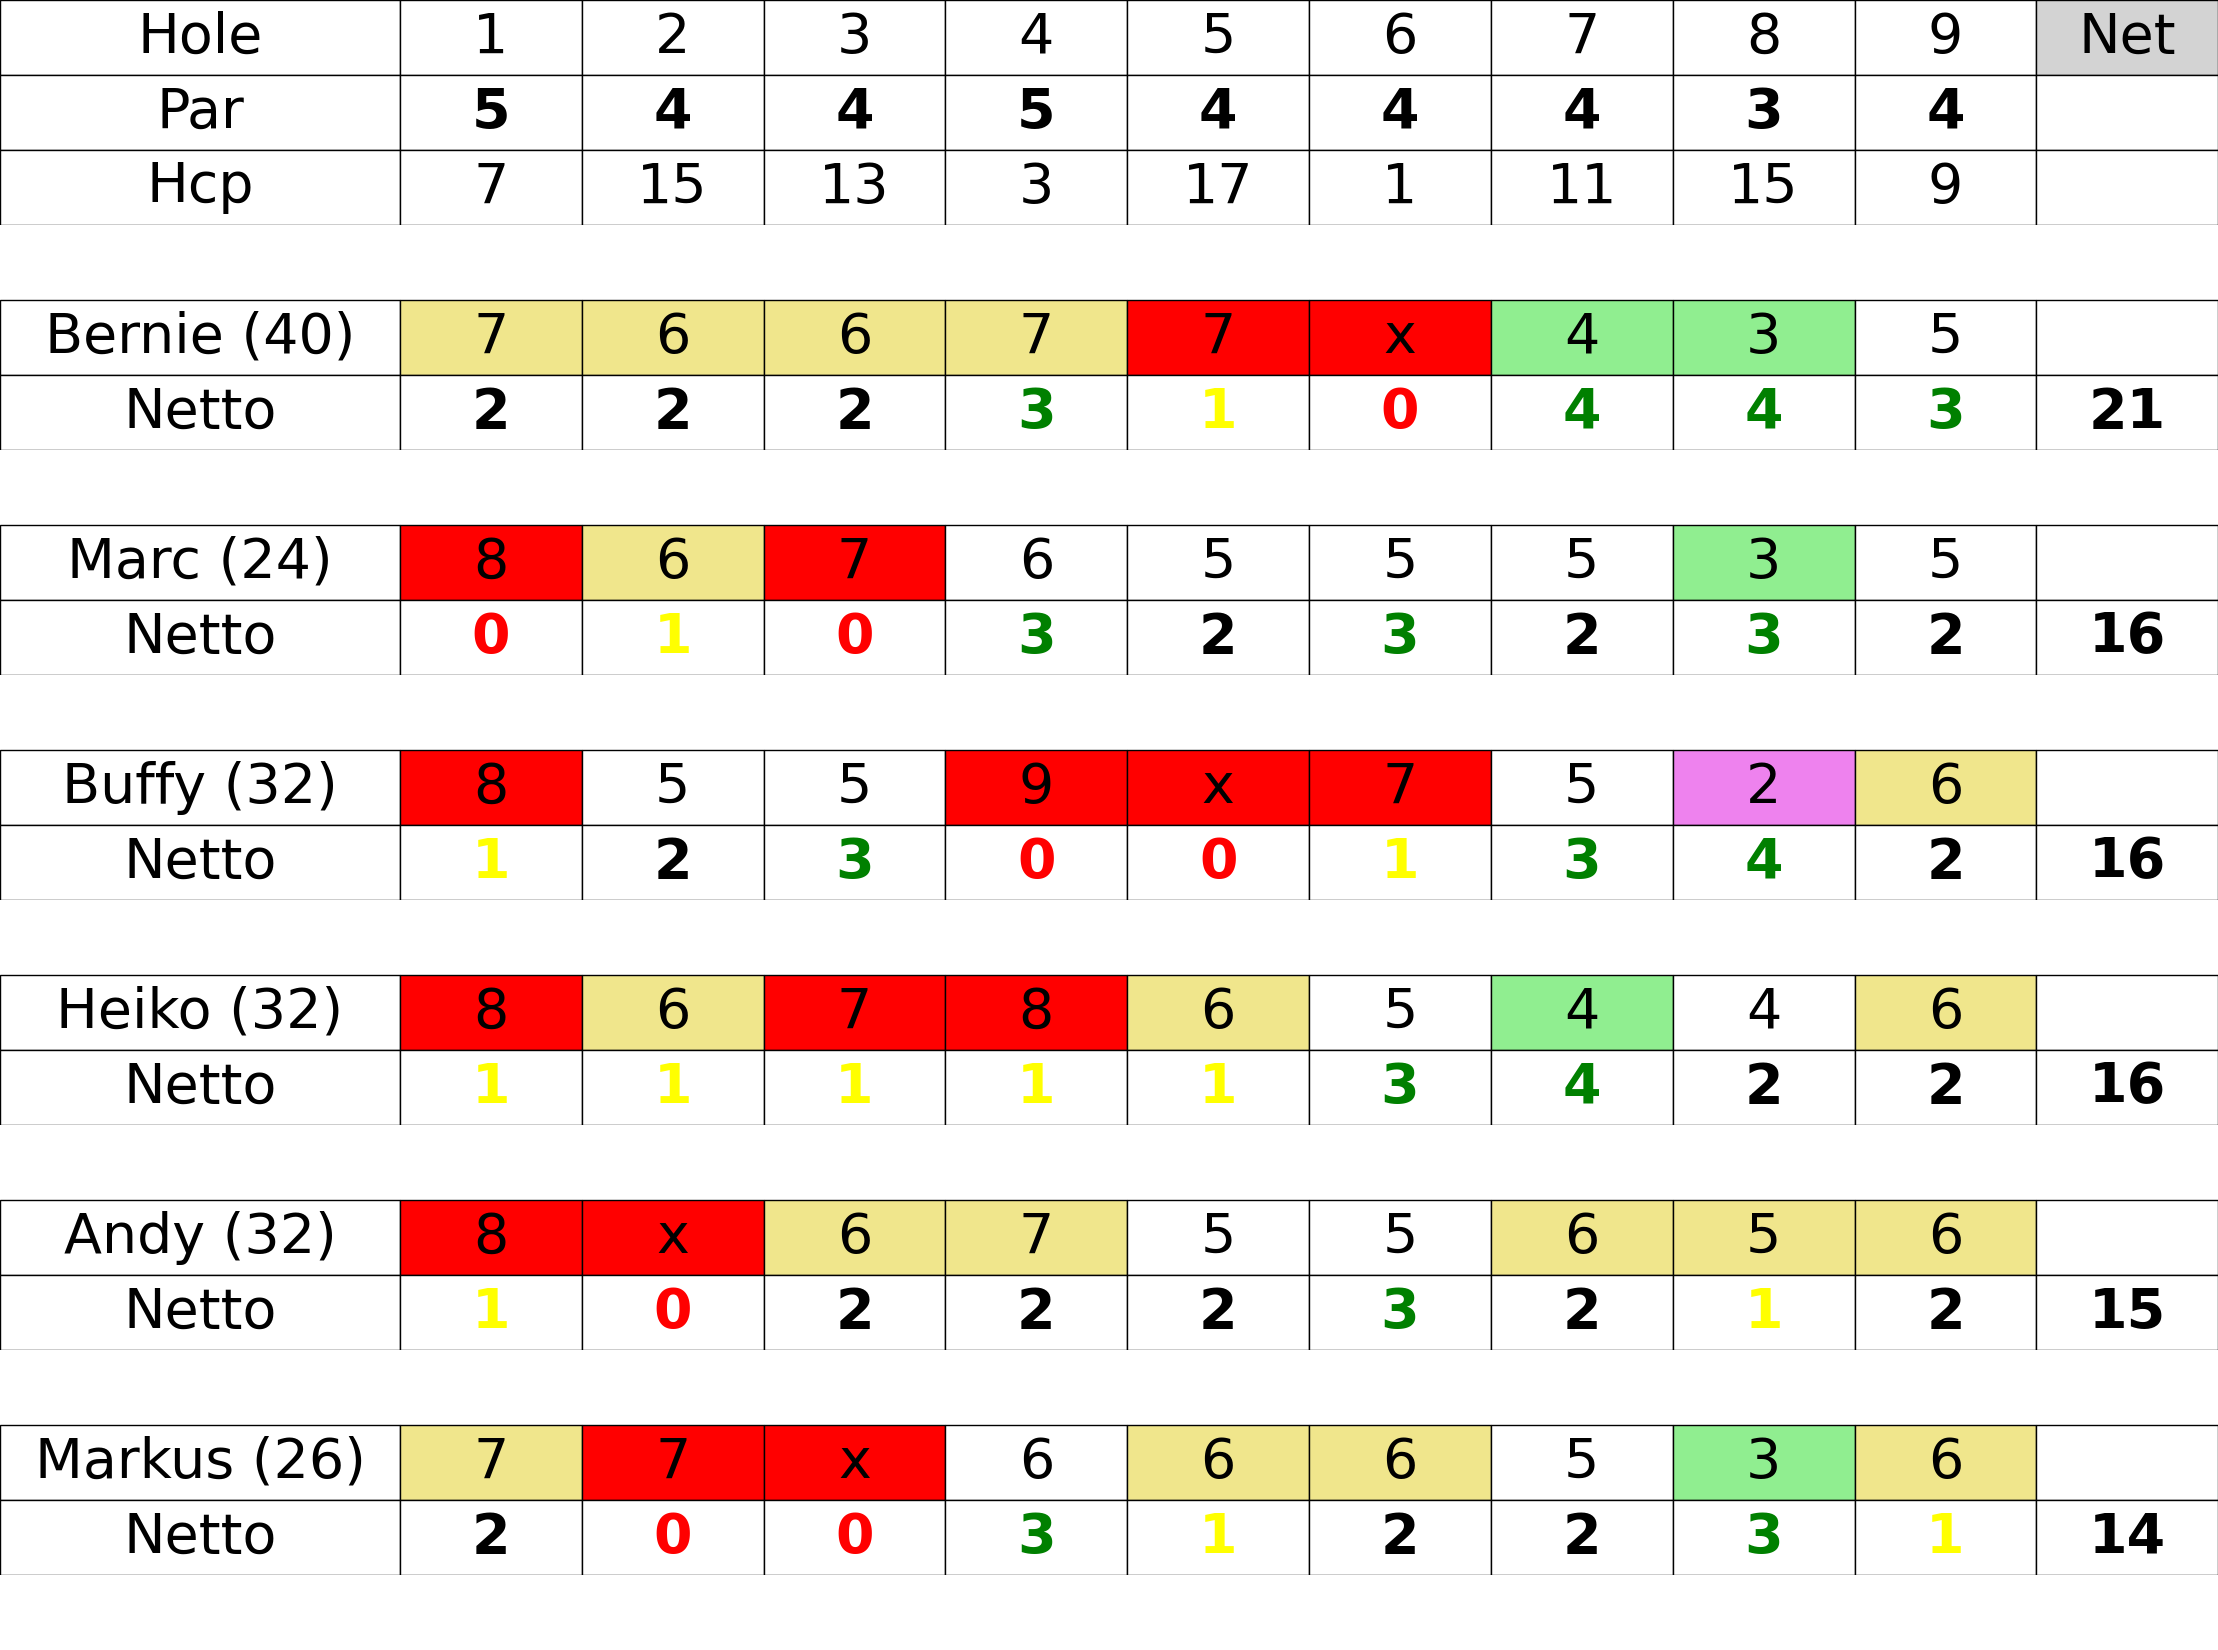 Hole 1 2 3 4 5 6 7 8 9 Net
Par 5 4 4 5 4 4 4 3 4
Hcp 7 15 13 3 17 1 11 15 9
Bernie (40) 7 6 6 7 7 x 4 3 5
Netto 2 2 2 3 1 0 4 4 3 21
Marc (24) 8 6 7 6 5 5 5 3 5
Netto 0 1 0 3 2 3 2 3 2 16
Buffy (32) 8 5 5 9 x 7 5 2 6
Netto 1 2 3 0 0 1 3 4 2 16
Heiko (32) 8 6 7 8 6 5 4 4 6
Netto 1 1 1 1 1 3 4 2 2 16
Andy (32) 8 x 6 7 5 5 6 5 6
Netto 1 0 2 2 2 3 2 1 2 15
Markus (26) 7 7 x 6 6 6 5 3 6
Netto 2 0 0 3 1 2 2 3 1 14